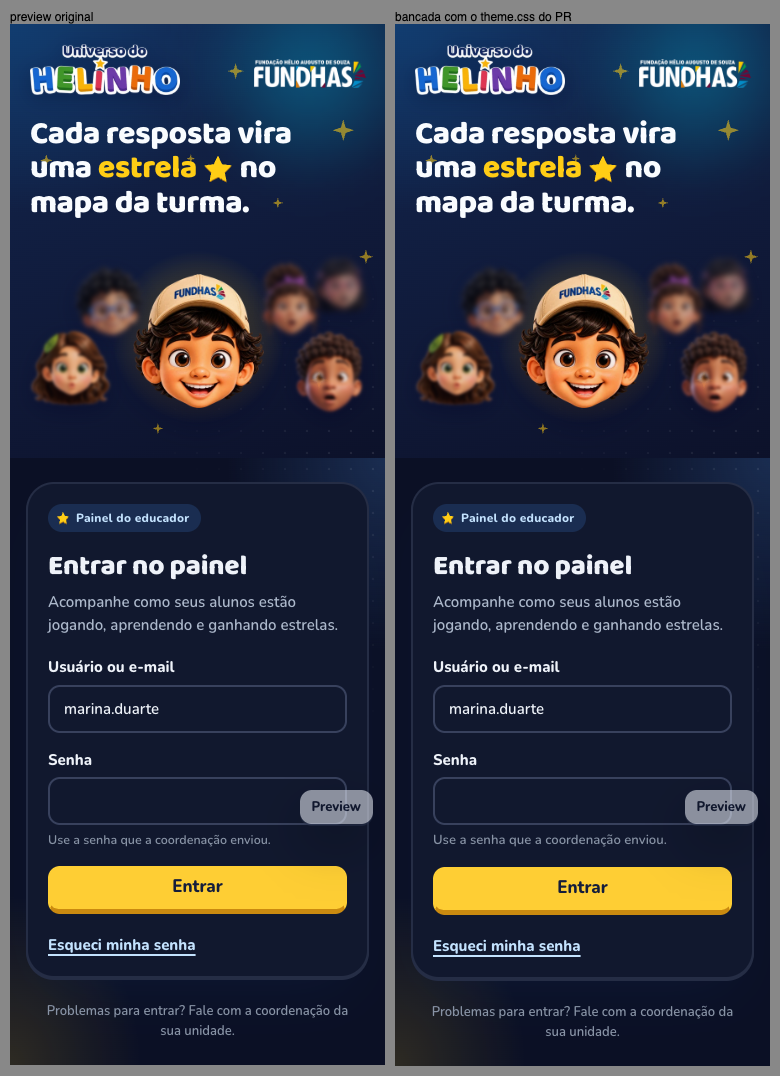 preview original
Universo do
HELINHO
FUNDAÇÃO HÉLIO AUGUSTO DE SOUZA
FUNDHAS
Cada resposta vira
uma estrela no
mapa da turma.
FUNDHAS
Painel do educador
Entrar no painel
Acompanhe como seus alunos estão
jogando, aprendendo e ganhando estrelas.
Usuário ou e-mail
marina.duarte
Senha
Preview
Use a senha que a coordenação enviou.
Entrar
Esqueci minha senha
Problemas para entrar? Fale com a coordenação da
sua unidade.
bancada com o theme.css do PR
Universo do
HELINHO
FUNDAÇÃO HÉLIO AUGUSTO DE SOUZA
FUNDHAS
Cada resposta vira
uma estrela no
mapa da turma.
FUNDHAS
Painel do educador
Entrar no painel
Acompanhe como seus alunos estão
jogando, aprendendo e ganhando estrelas.
Usuário ou e-mail
marina.duarte
Senha
Preview
Use a senha que a coordenação enviou.
Entrar
Esqueci minha senha
Problemas para entrar? Fale com a coordenação da
sua unidade.